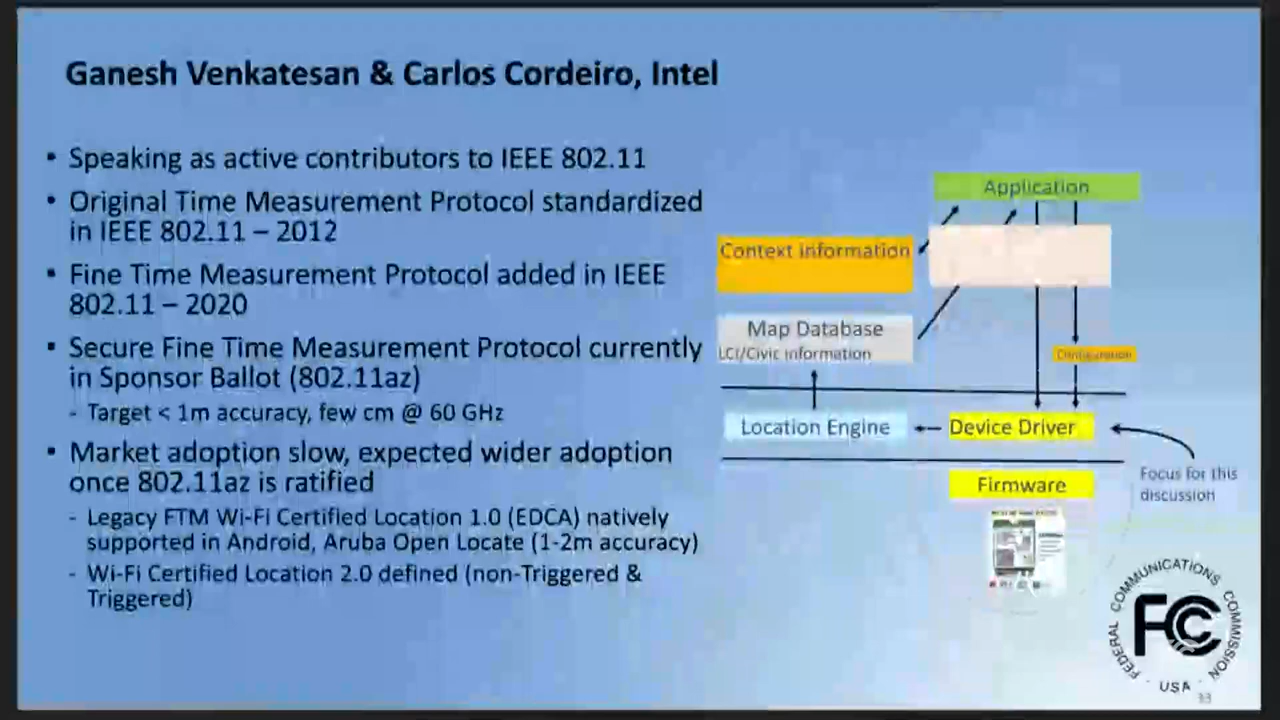 Ganesh Venkatesan & Carlos Cordeiro, Intel
• Speaking as active contributors to IEEE 802.11
• Original Time Measurement Protocol standardized
in IEEE 802.11 – 2012
• Fine Time Measurement Protocol added in IEEE
802.11 – 2020
• Secure Fine Time Measurement Protocol currently
in Sponsor Ballot (802.11az)
- Target < 1m accuracy, few cm @ 60 GHz
• Market adoption slow, expected wider adoption
once 802.11az is ratified
- Legacy FTM Wi-Fi Certified Location 1.0 (EDCA) natively
supported in Android, Aruba Open Locate (1-2m accuracy)
- Wi-Fi Certified Location 2.0 defined (non-Triggered &
Triggered)
Application
Context information
Map Database
LCI/Civic information
Configuration
Location Engine
Device Driver
Focus for this
discussion
Firmware
FEDERAL COMMUNICATIONS COMMISSION
FCC
· USA ·
33